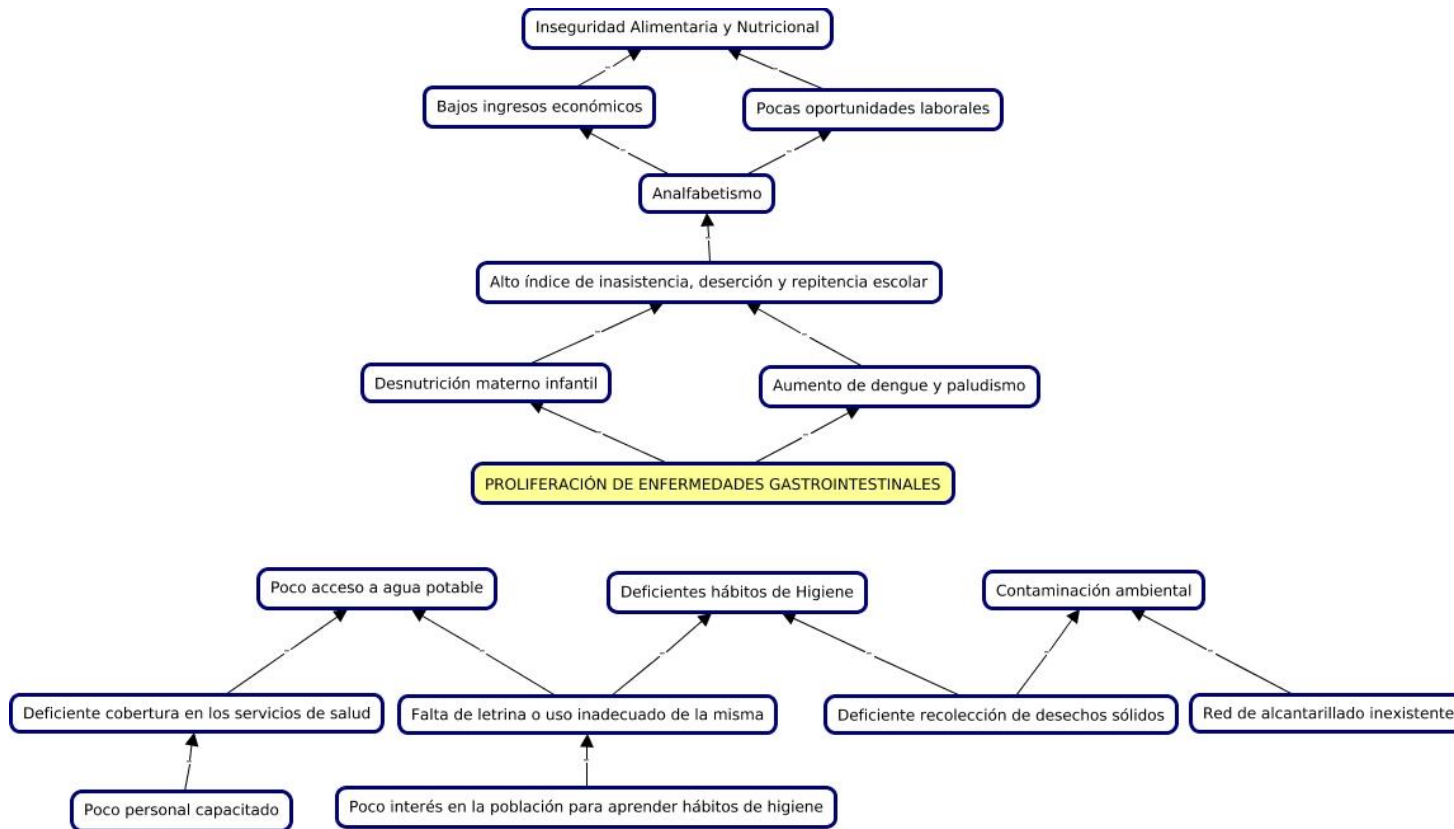 Inseguridad Alimentaria y Nutricional
Bajos ingresos económicos
Pocas oportunidades laborales
Analfabetismo
Alto índice de inasistencia, deserción y repitencia escolar
Desnutrición materno infantil
Aumento de dengue y paludismo
PROLIFERACIÓN DE ENFERMEDADES GASTROINTESTINALES
Poco acceso a agua potable
Deficientes hábitos de Higiene
Contaminación ambiental
Deficiente cobertura en los servicios de salud
Falta de letrina o uso inadecuado de la misma
Deficiente recolección de desechos sólidos
Red de alcantarillado inexistente
Poco personal capacitado
Poco interés en la población para aprender hábitos de higiene